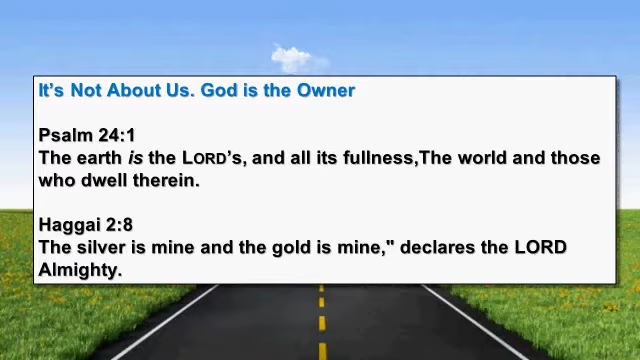 It’s Not About Us. God is the Owner
Psalm 24:1
The earth is the LORD’s, and all its fullness,The world and those
who dwell therein.
Haggai 2:8
The silver is mine and the gold is mine," declares the LORD
Almighty.